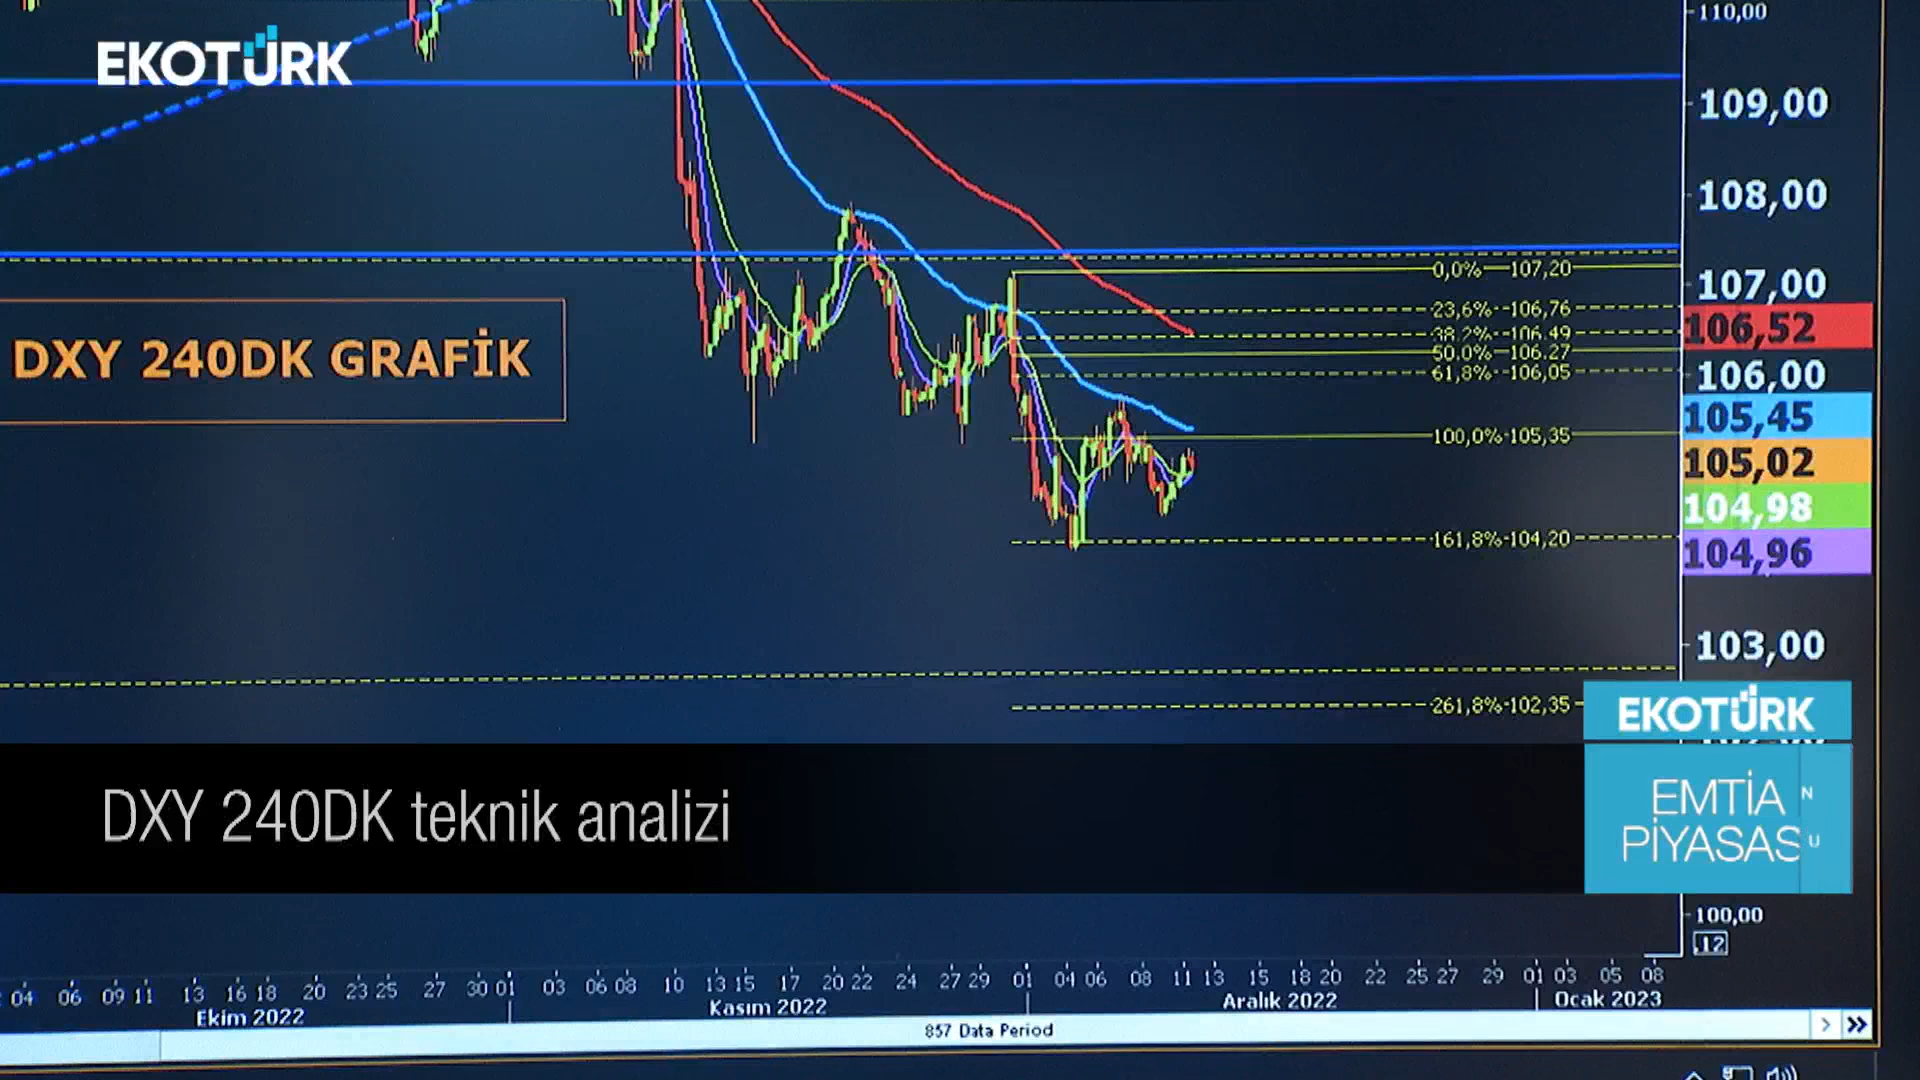 EKOTÜRK
110,00
109,00
108,00
0,0% 107,20
107,00
23,6% 106,76
38,2% 106,49
106,52
DXY 240DK GRAFİK
50,0% 106,27
61,8% 106,05
106,00
105,45
100,0% 105,35
105,02
104,98
161,8% 104,20
104,96
103,00
261,8% 102,35
EKOTÜRK
DXY 240DK teknik analizi
EMTİA N
PİYASAS U
100,00
.12
04 06 09 11 13 16 18 20 23 25 27 30 01 03 06 08 10 13 15 17 20 22 24 27 29 01 04 06 08 11 13 15 18 20 22 25 27 29 01 03 05 08
Ekim 2022 Kasım 2022 Aralık 2022 Ocak 2023
857 Data Period